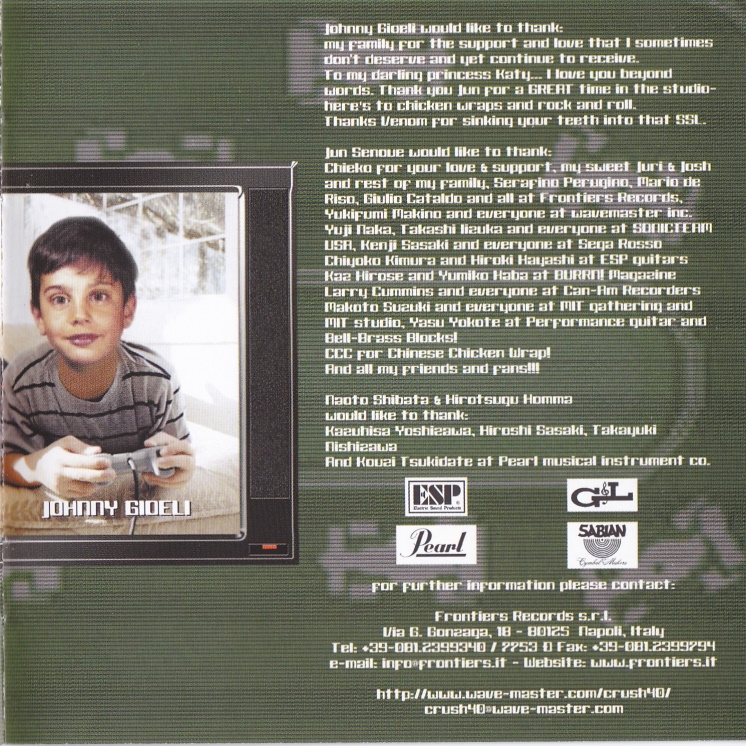 Johnny Gioeli would like to thank:
my family for the support and love that I sometimes
don't deserve and yet continue to receive.
To my darling princess Katy... I love you beyond
words. Thank you Jun for a GREAT time in the studio-
here's to chicken wraps and rock and roll.
Thanks Venom for sinking your teeth into that SSL.
Jun Senoue would like to thank:
Chieko for your love & support, my sweet Juri & Josh
and rest of my family, Serafino Perugino, Mario de
Riso, Giulio Cataldo and all at Frontiers Records,
Yukifumi Makino and everyone at wavemaster inc.
Yuji Naka, Takashi Iizuka and everyone at SONICTEAM
USA, Kenji Sasaki and everyone at Sega Rosso
Chiyoko Kimura and Hiroki Hayashi at ESP guitars
Kaz Hirose and Yumiko Haba at BURRN! Magazine
Larry Cummins and everyone at Can-Am Recorders
Makoto Suzuki and everyone at MIT gathering and
MIT studio, Yasu Yokote at Performance guitar and
Bell-Brass Blocks!
CCC for Chinese Chicken Wrap!
And all my friends and fans!!!
Naoto Shibata & Hirotsugu Homma
would like to thank:
Kazuhisa Yoshizawa, Hiroshi Sasaki, Takayuki
Nishizawa
And Kouzi Tsukidate at Pearl musical instrument co.
JOHNNY GIOELI
ESP
Electric Sound Products
G&L
Pearl
SABIAN
Cymbal Makers
for further information please contact:
Frontiers Records s.r.l.
Via G. Gonzaga, 18 - 80125 Napoli, Italy
Tel: +39-081.2399340 / 7753 Ø Fax: +39-081.2399794
e-mail: info@frontiers.it - Website: www.frontiers.it
http://www.wave-master.com/crush40/
crush40@wave-master.com